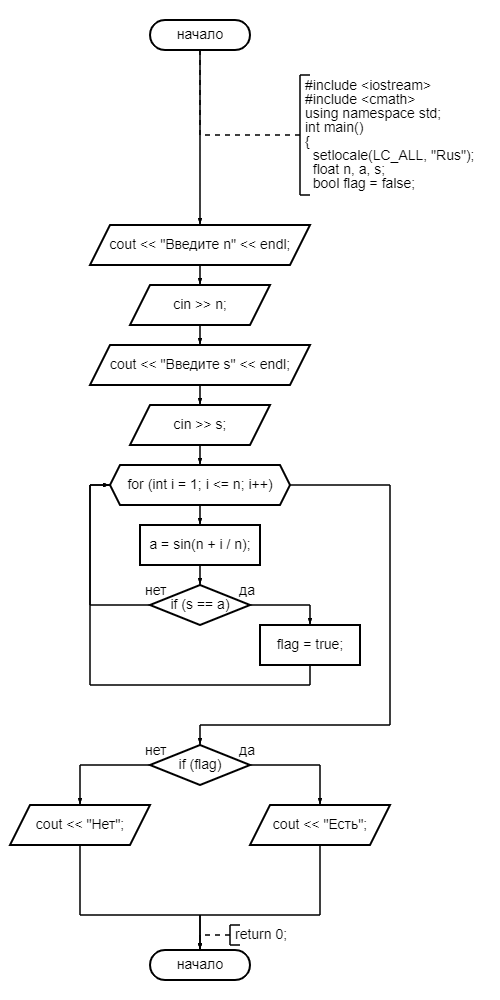 начало
#include <iostream>
#include <cmath>
using namespace std;
int main()
{
setlocale(LC_ALL, "Rus");
float n, a, s;
bool flag = false;
cout << "Введите n" << endl;
cin >> n;
cout << "Введите s" << endl;
cin >> s;
for (int i = 1; i <= n; i++)
a = sin(n + i / n);
нет
да
if (s == a)
flag = true;
нет
да
if (flag)
cout << "Нет";
cout << "Есть";
return 0;
начало